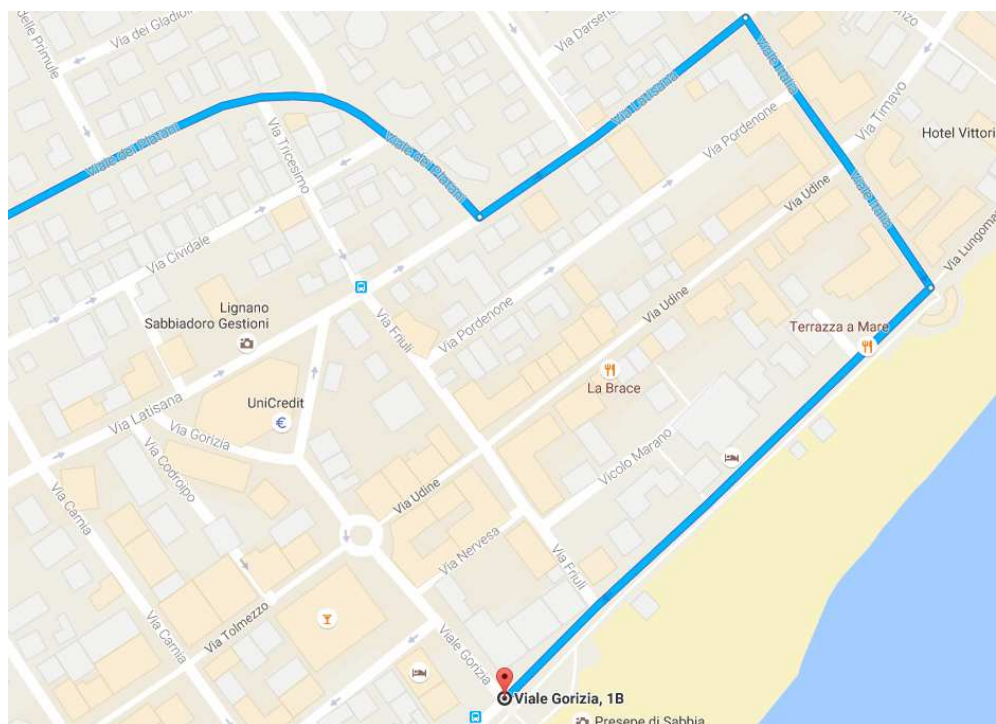 delle Primule
Via dei Gladioli
Via Darsena
Viale Italia
Via Timavo
Hotel Vittori
Viale dei Platani
Viale dei Platani
Via Latisana
Via Pordenone
Via Tricesimo
Via Udine
Viale Italia
Via Lungoma
Via Cividale
Via Udine
Lignano
Sabbiadoro Gestioni
Via Friuli
Via Pordenone
Terrazza a Mare
La Brace
UniCredit
€
Via Latisana
Via Gorizia
Vicolo Marano
Via Codroipo
Via Udine
Via Carnia
Via Nervesa
Via Friuli
Via Tolmezzo
Via Carnia
Viale Gorizia
Viale Gorizia, 1B
Presepe di Sabbia